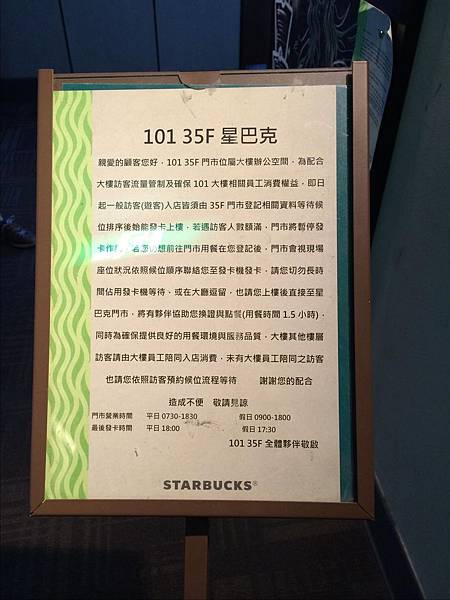 101 35F 星巴克
親愛的顧客您好，101 35F 門市位屬大樓辦公空間，為配合
大樓訪客流量管制及確保 101 大樓相關員工消費權益，即日
起一般訪客(遊客)入店皆須由 35F 門市登記相關資料等待候
位排序後始能發卡上樓，若遇訪客人數額滿，門市將暫停發
卡作業，若您仍想前往門市用餐在您登記後，門市會視現場
座位狀況依照候位順序聯絡您至發卡機發卡，請您切勿長時
間佔用發卡機等待、或在大廳逗留，也請您上樓後直接至星
巴克門市，將有夥伴協助您換證與點餐(用餐時間 1.5 小時)，
同時為確保提供良好的用餐環境與服務品質，大樓其他樓層
訪客請由大樓員工陪同入店消費，未有大樓員工陪同之訪客
也請您依照訪客預約候位流程等待 謝謝您的配合
造成不便 敬請見諒
門市營業時間 平日 0730-1830 假日 0900-1800
最後發卡時間 平日 18:00 假日 17:30
101 35F 全體夥伴敬啟
STARBUCKS®